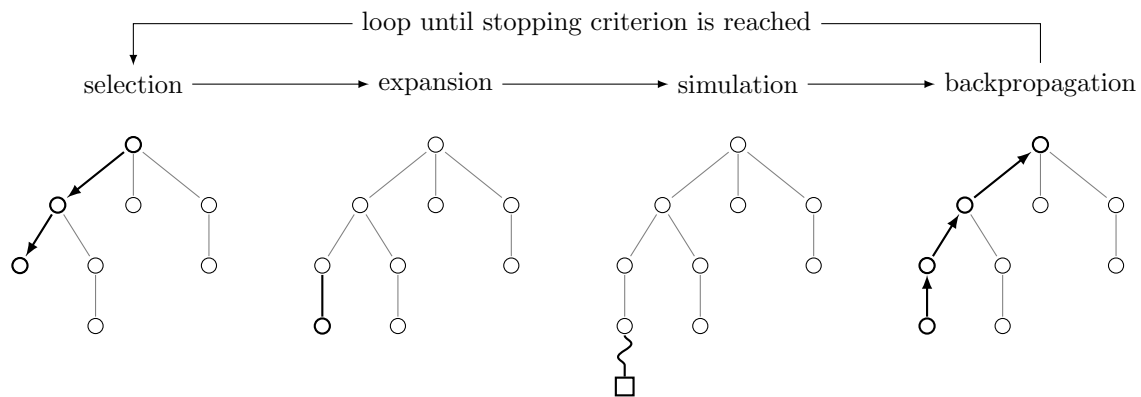 loop until stopping criterion is reached
selection
expansion
simulation
backpropagation